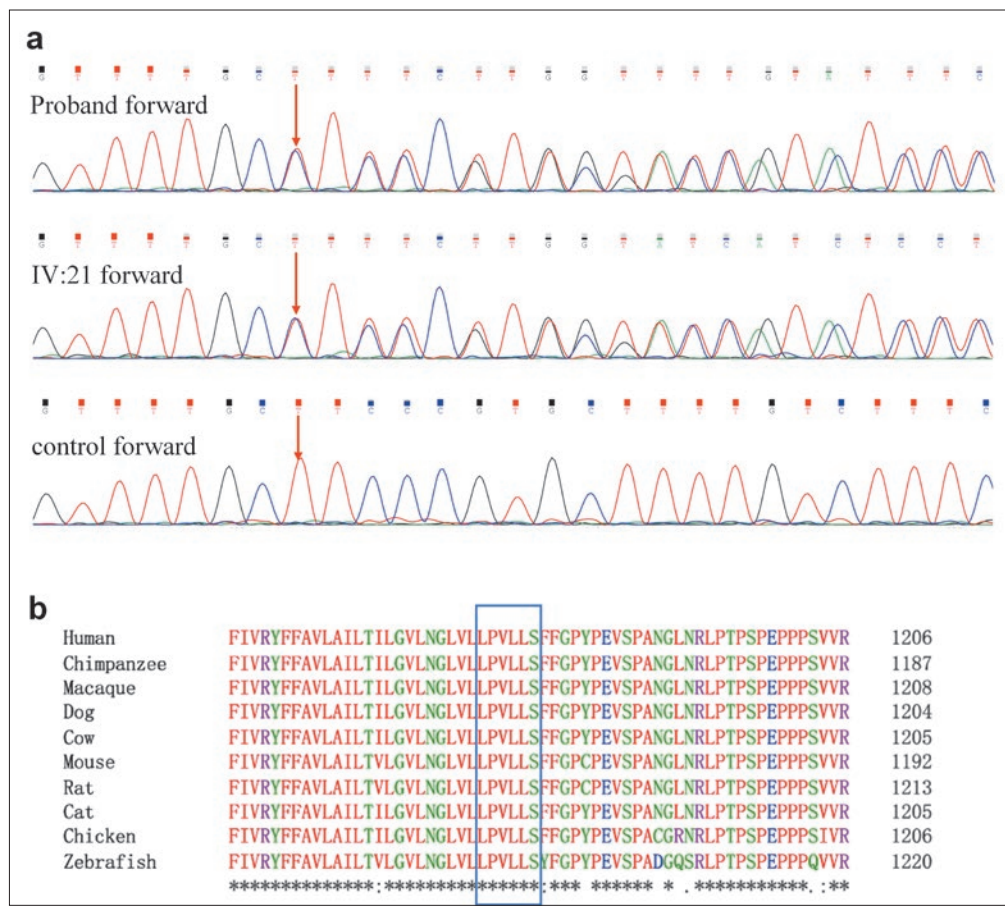 a
G T T T T G C T T T T C T T G G T T T T G T A T T T C
Proband forward
G T T T T G C T T T T C T T G G T A T C A T C T C C T
IV:21 forward
G T T T T G C T T C C C G T G C T T T T G T C T T T C
control forward
b
Human FIVRYFFAVLAILTILGVLNGLVLLPVLLSFFGPYPEVSPANGLNRLPTPSPEPPPSVVR 1206
Chimpanzee FIVRYFFAVLAILTILGVLNGLVLLPVLLSFFGPYPEVSPANGLNRLPTPSPEPPPSVVR 1187
Macaque FIVRYFFAVLAILTILGVLNGLVLLPVLLSFFGPYPEVSPANGLNRLPTPSPEPPPSVVR 1208
Dog FIVRYFFAVLAILTILGVLNGLVLLPVLLSFFGPYPEVSPANGLNRLPTPSPEPPPSVVR 1204
Cow FIVRYFFAVLAILTILGVLNGLVLLPVLLSFFGPYPEVSPANGLNRLPTPSPEPPPSVVR 1205
Mouse FIVRYFFAVLAILTVLGVLNGLVLLPVLLSFFGPCPEVSPANGLNRLPTPSPEPPPSVVR 1192
Rat FIVRYFFAVLAILTILGVLNGLVLLPVLLSFFGPCPEVSPANGLNRLPTPSPEPPPSVVR 1213
Cat FIVRYFFAVLAILTILGVLNGLVLLPVLLSFFGPYPEVSPANGLNRLPTPSPEPPPSVVR 1205
Chicken FIVRYFFAVLAILTILGVLNGLVLLPVLLSFFGPYPEVSPACGRNRLPTPSPEPPPSIVR 1206
Zebrafish FIVRYFFAVLAILTVLGVLNGLVLLPVLLSYFGPYPEVSPADGQSRLPTPSPEPPPQVVR 1220
**************:***************:*** ****** * .***********.:**